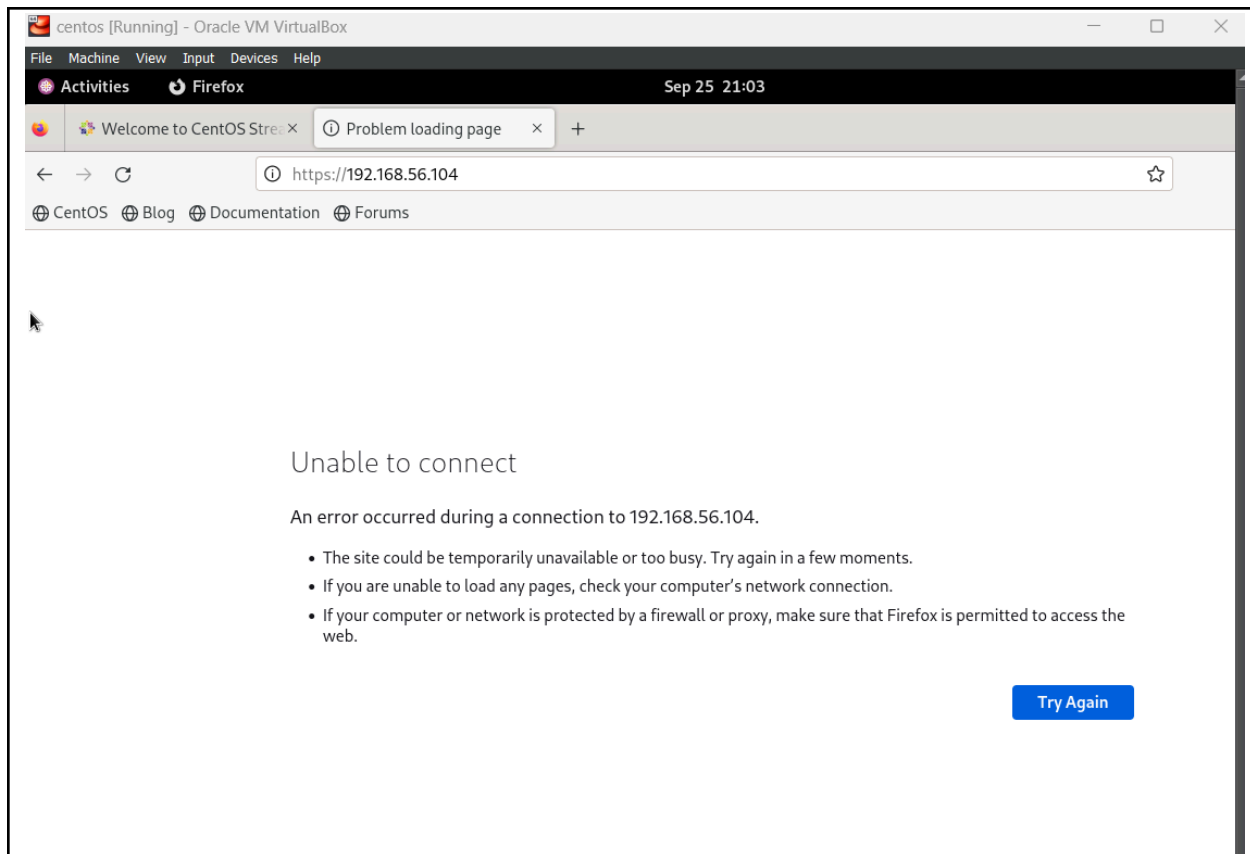 centos [Running] - Oracle VM VirtualBox
File Machine View Input Devices Help
Activities Firefox Sep 25 21:03
Welcome to CentOS Strea Problem loading page
https://192.168.56.104
CentOS Blog Documentation Forums
Unable to connect
An error occurred during a connection to 192.168.56.104.
• The site could be temporarily unavailable or too busy. Try again in a few moments.
• If you are unable to load any pages, check your computer's network connection.
• If your computer or network is protected by a firewall or proxy, make sure that Firefox is permitted to access the
web.
Try Again